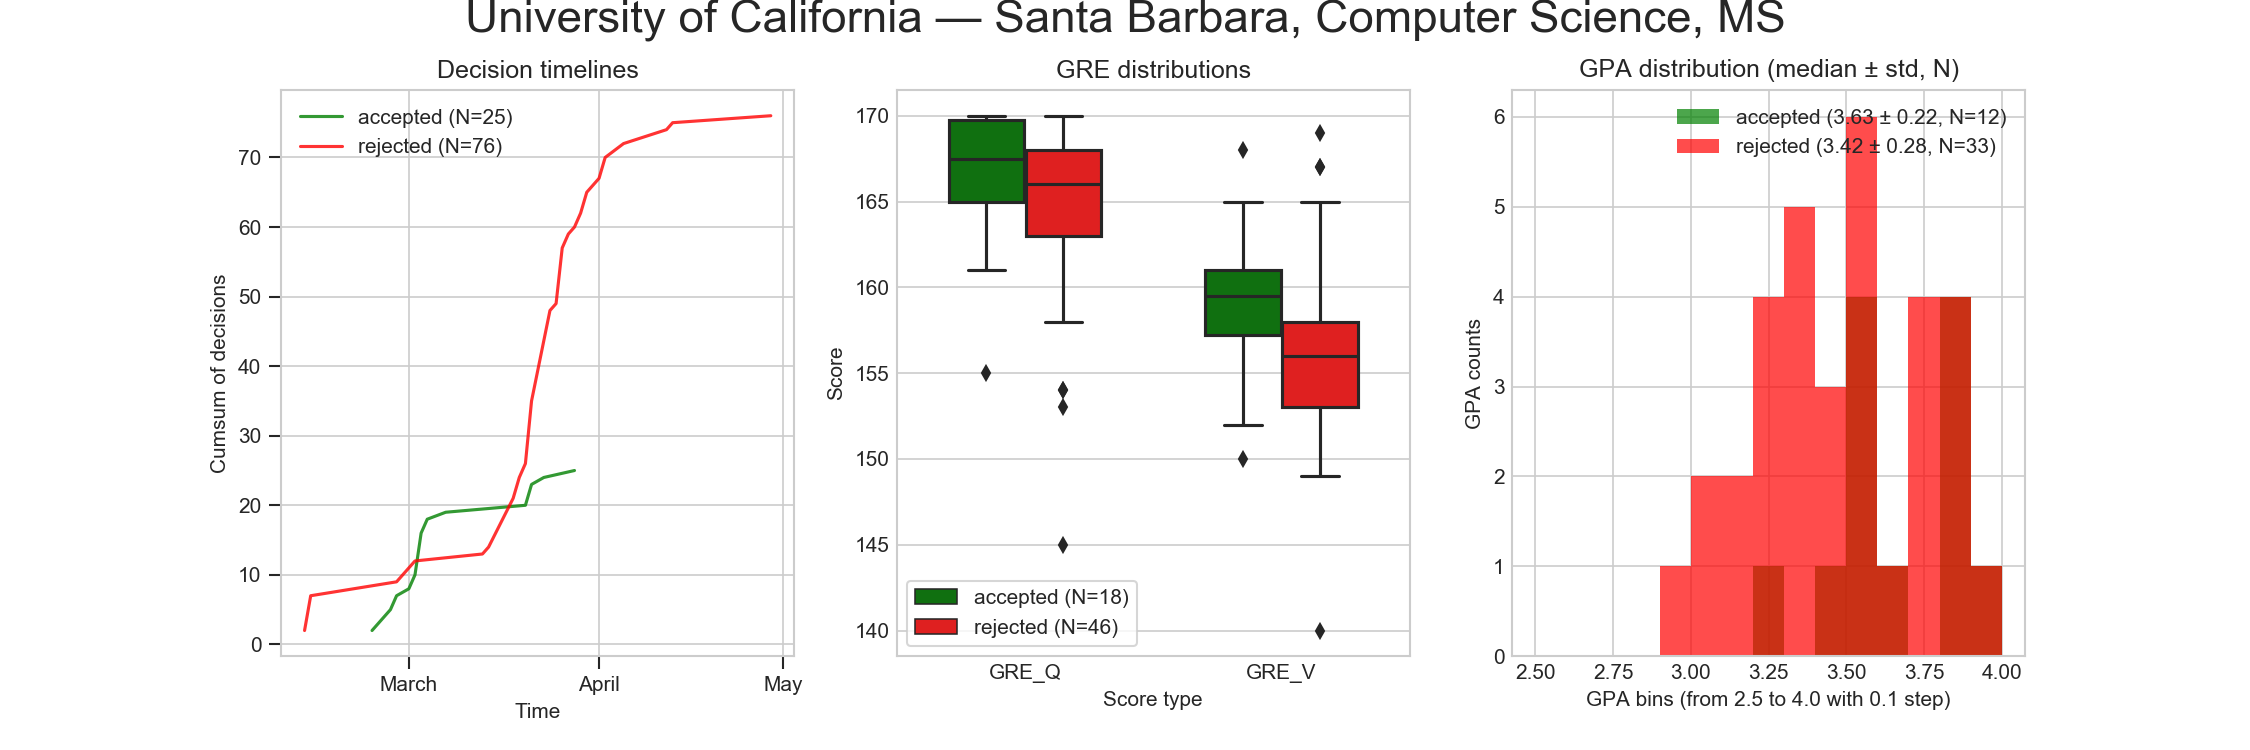 University of California — Santa Barbara, Computer Science, MS
Decision timelines
accepted (N=25)
rejected (N=76)
70
60
50
40
30
20
10
0
Cumsum of decisions
March April May
Time
GRE distributions
170
165
160
155
150
145
140
Score
accepted (N=18)
rejected (N=46)
GRE_Q GRE_V
Score type
GPA distribution (median ± std, N)
accepted (3.63 ± 0.22, N=12)
rejected (3.42 ± 0.28, N=33)
6
5
4
3
2
1
0
GPA counts
2.50 2.75 3.00 3.25 3.50 3.75 4.00
GPA bins (from 2.5 to 4.0 with 0.1 step)